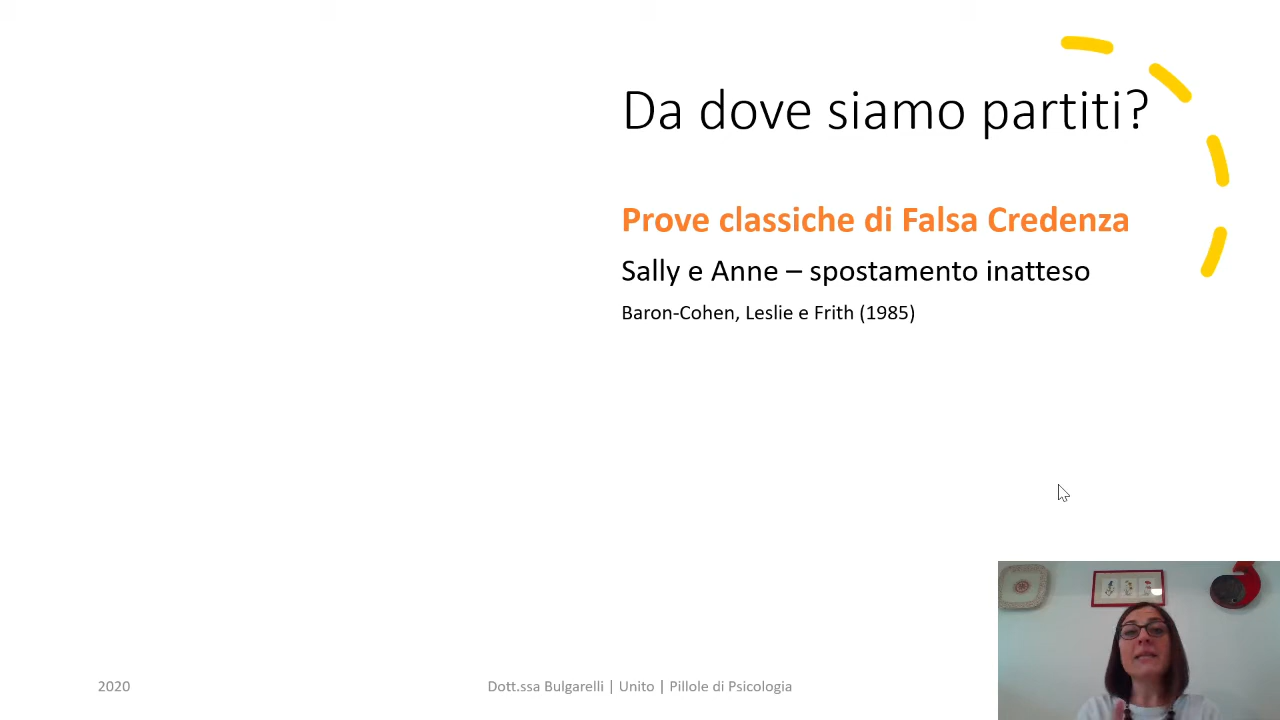 Da dove siamo partiti?
Prove classiche di Falsa Credenza
Sally e Anne – spostamento inatteso
Baron-Cohen, Leslie e Frith (1985)
2020
Dott.ssa Bulgarelli | Unito | Pillole di Psicologia